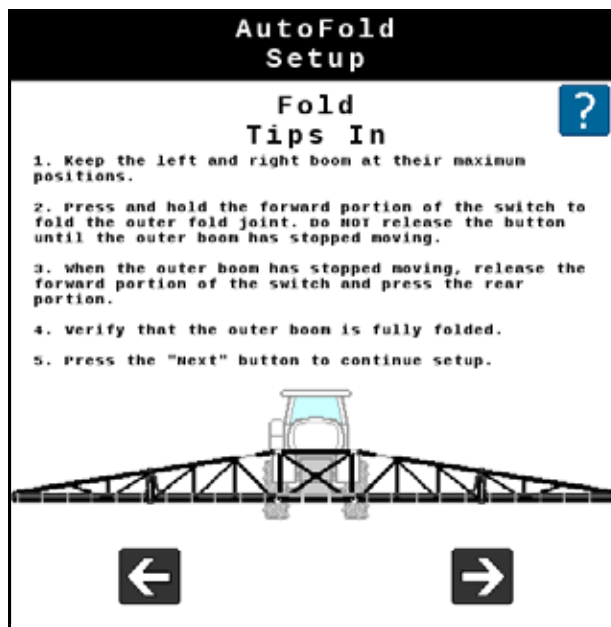 AutoFold
Setup
Fold
Tips In
?
1. Keep the left and right boom at their maximum
positions.
2. Press and hold the forward portion of the switch to
fold the outer fold joint. Do NOT release the button
until the outer boom has stopped moving.
3. When the outer boom has stopped moving, release the
forward portion of the switch and press the rear
portion.
4. Verify that the outer boom is fully folded.
5. Press the "Next" button to continue setup.